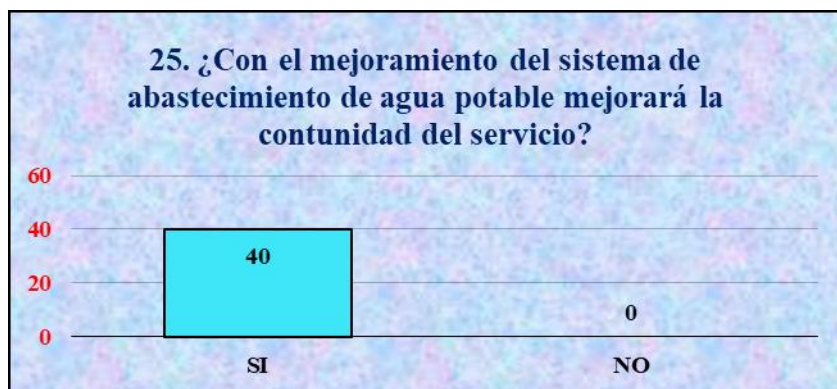 25. ¿Con el mejoramiento del sistema de
abastecimiento de agua potable mejorará la
contunidad del servicio?
60
40
40
20
0
0
SI
NO